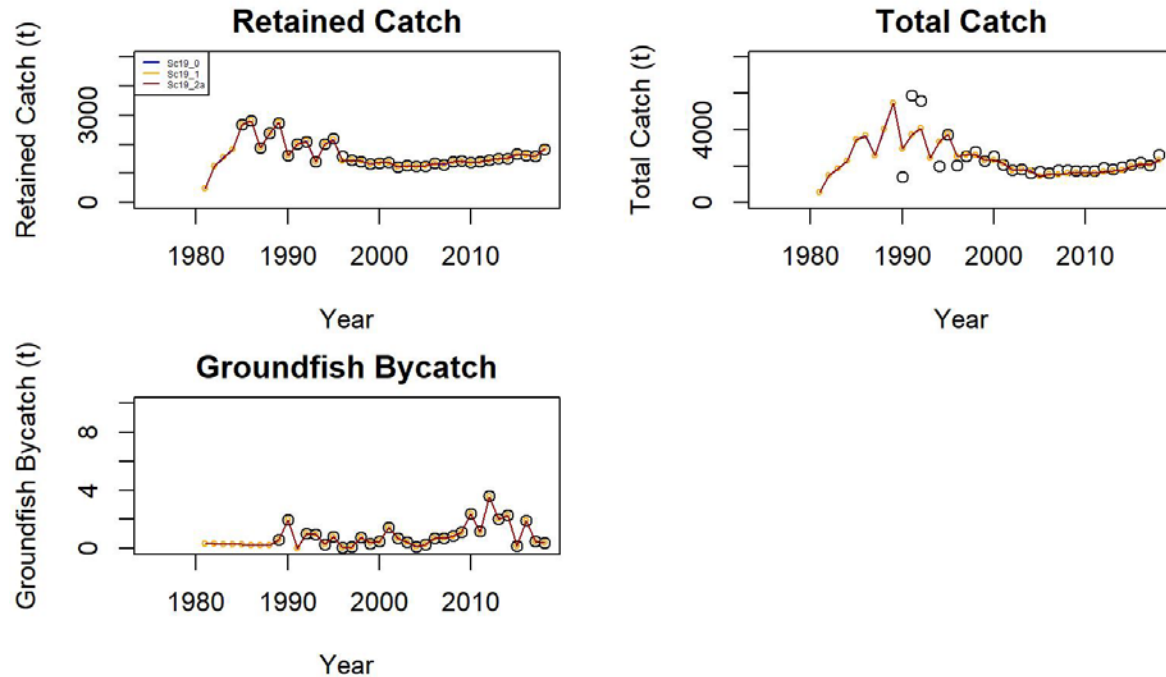 Retained Catch
Retained Catch (t)
Sc19_0
Sc19_1
Sc19_2a
3000
0
1980 1990 2000 2010
Year
Total Catch
Total Catch (t)
4000
0
1980 1990 2000 2010
Year
Groundfish Bycatch
Groundfish Bycatch (t)
8
4
0
1980 1990 2000 2010
Year